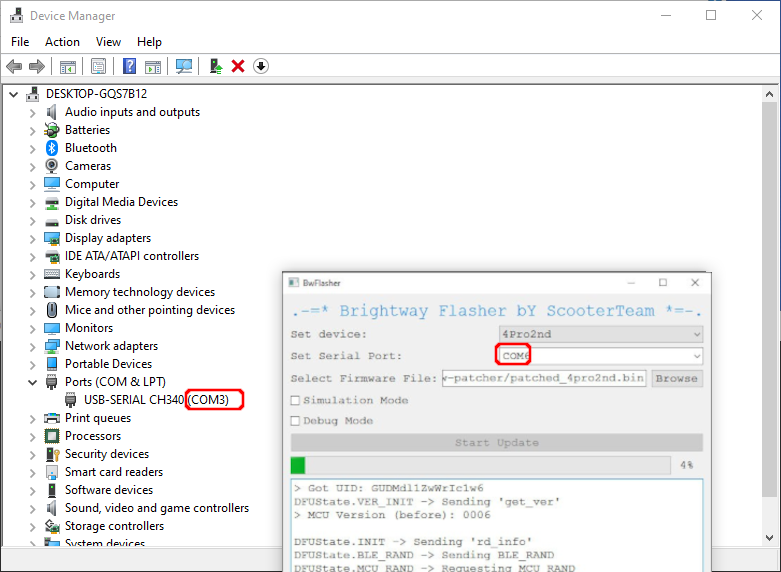 Device Manager
File Action View Help
DESKTOP-GQS7B12
Audio inputs and outputs
Batteries
Bluetooth
Cameras
Computer
Digital Media Devices
Disk drives
Display adapters
IDE ATA/ATAPI controllers
Keyboards
Memory technology devices
Mice and other pointing devices
Monitors
Network adapters
Portable Devices
Ports (COM & LPT)
USB-SERIAL CH340 (COM3)
Print queues
Processors
Security devices
Smart card readers
Software devices
Sound, video and game controllers
Storage controllers
System devices
BwFlasher
.-=* Brightway Flasher bY ScooterTeam *=-.
Set device: 4Pro2nd
Set Serial Port: COM6
Select Firmware File: w-patcher/patched_4pro2nd.bin Browse
Simulation Mode
Debug Mode
Start Update
4%
> Got UID: GUDMdl1ZwWrIc1w6
DFUState.VER_INIT -> Sending 'get_ver'
> MCU Version (before): 0006
DFUState.INIT -> Sending 'rd_info'
DFUState.BLE_RAND -> Sending BLE_RAND
DFUState.MCU_RAND -> Requesting MCU_RAND